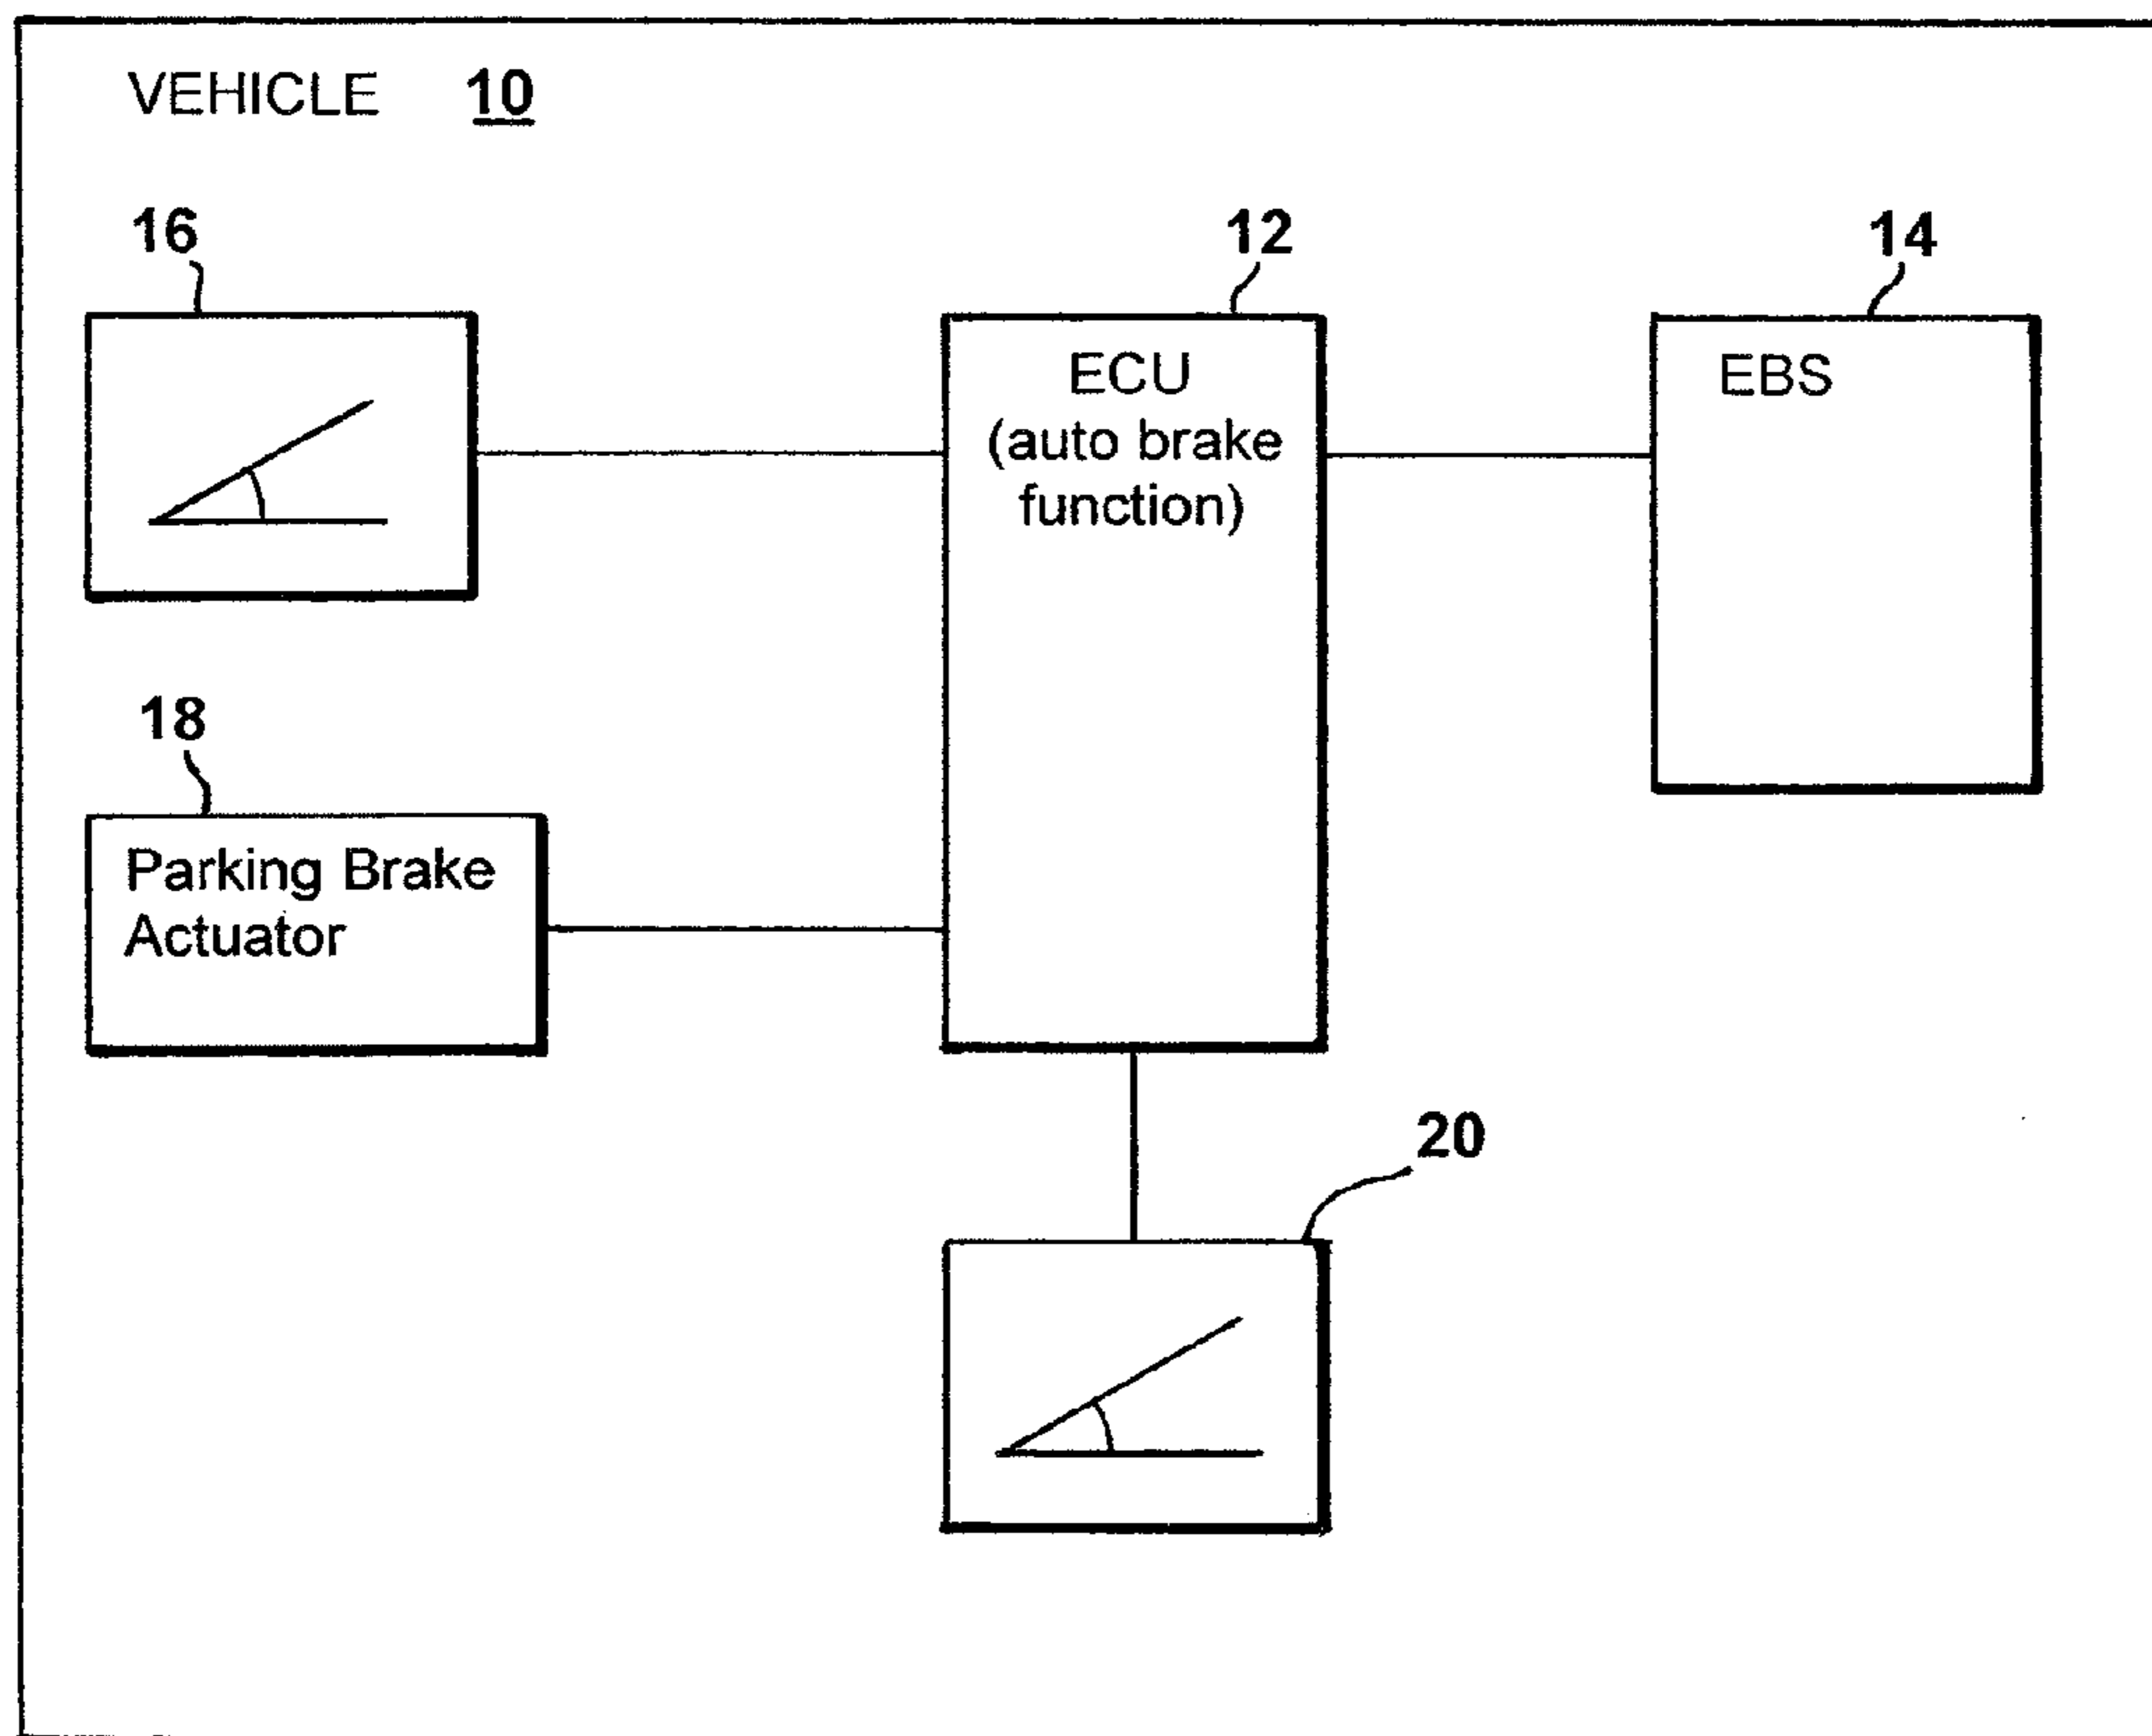 VEHICLE 10
16
12
14
ECU
(auto brake
function)
EBS
18
Parking Brake
Actuator
20